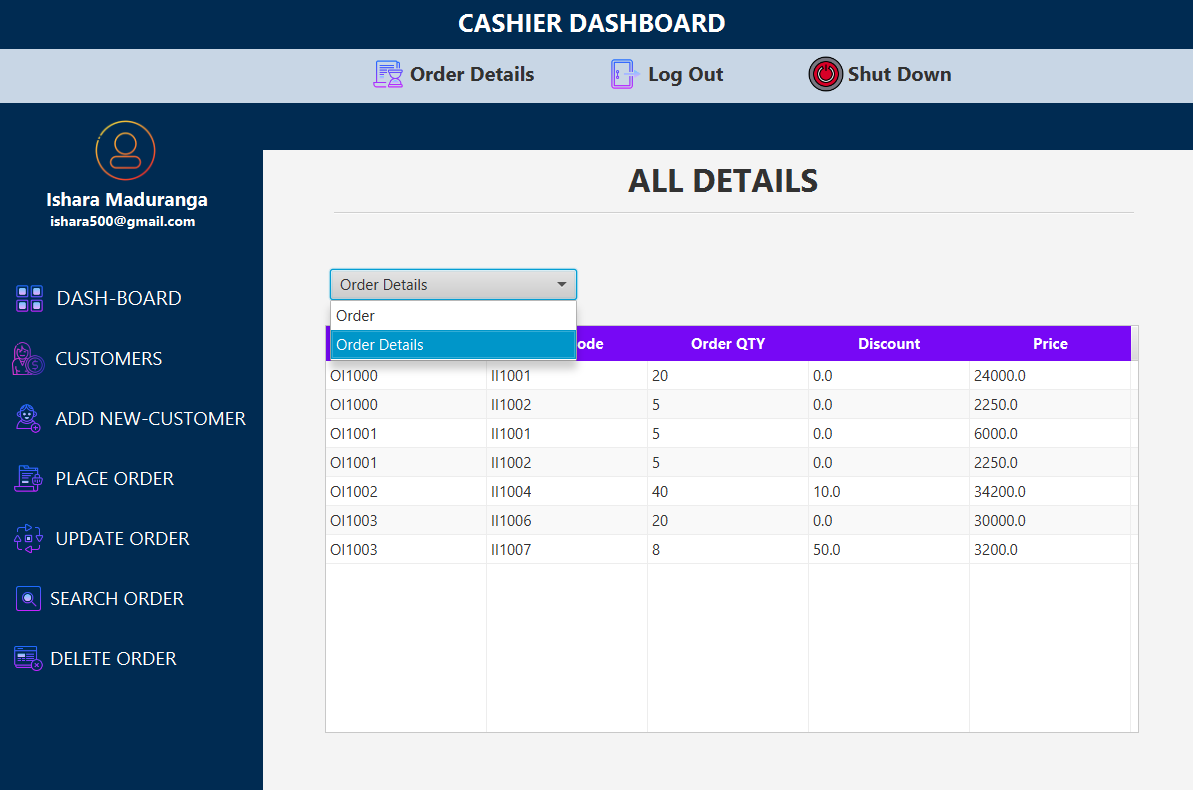 CASHIER DASHBOARD
Order Details Log Out Shut Down
Ishara Maduranga
ishara500@gmail.com
DASH-BOARD
CUSTOMERS
ADD NEW-CUSTOMER
PLACE ORDER
UPDATE ORDER
SEARCH ORDER
DELETE ORDER
ALL DETAILS
Order Details
Order
Order Details
ode Order QTY Discount Price
OI1000 II1001 20 0.0 24000.0
OI1000 II1002 5 0.0 2250.0
OI1001 II1001 5 0.0 6000.0
OI1001 II1002 5 0.0 2250.0
OI1002 II1004 40 10.0 34200.0
OI1003 II1006 20 0.0 30000.0
OI1003 II1007 8 50.0 3200.0